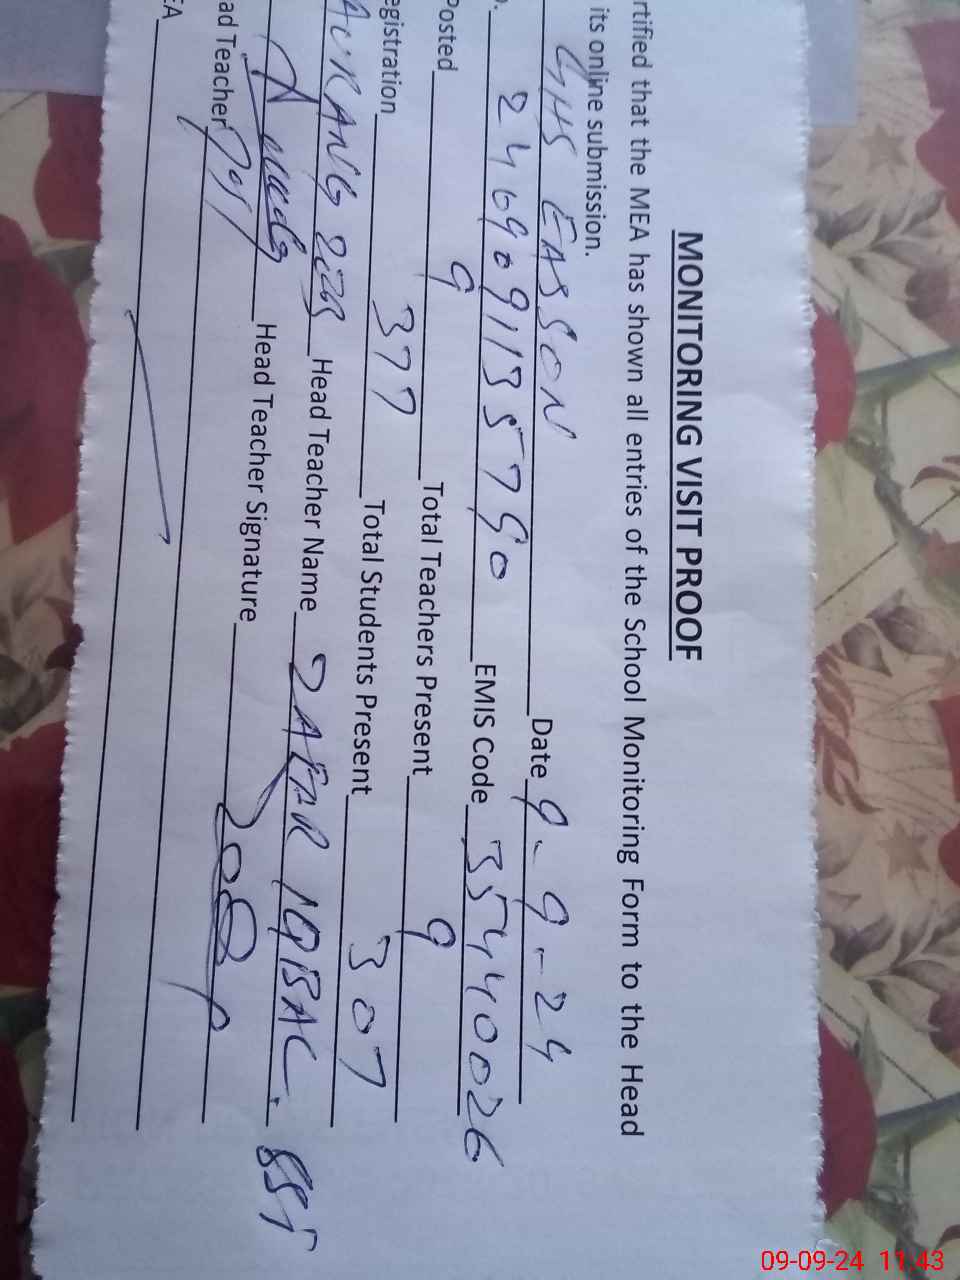 MONITORING VISIT PROOF
rtified that the MEA has shown all entries of the School Monitoring Form to the Head
its online submission.
GHS EASSON Date 9-9-24
o. EMIS Code 35440026
Posted 9 Total Teachers Present 9
egistration 377 Total Students Present 307
AURANG Head Teacher Name ZAFAR IQBAL. SST
Head Teacher Signature
ad Teacher
EA
09-09-24 11:43